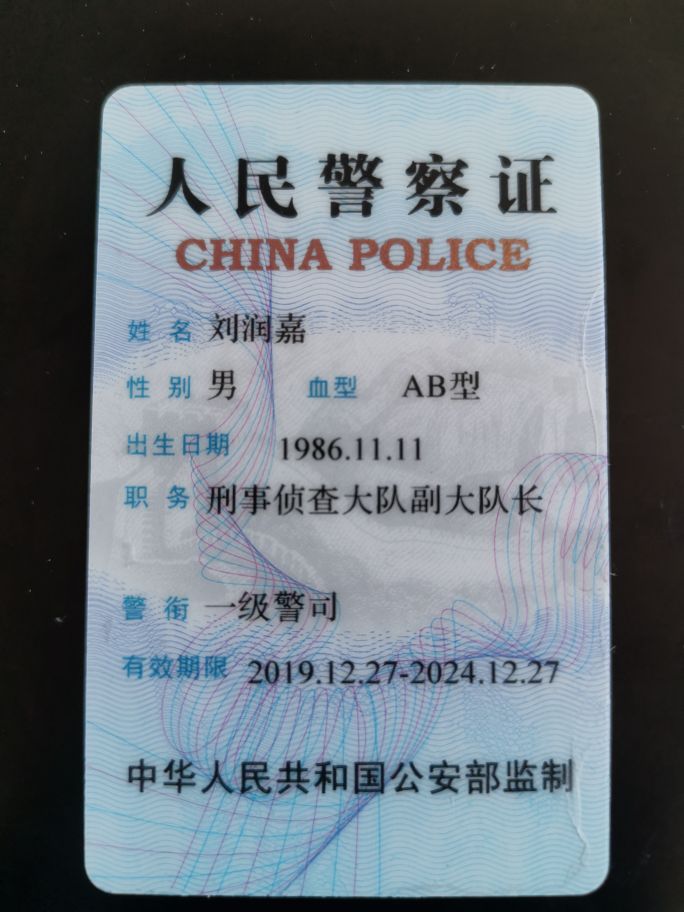 人民警察证
CHINA POLICE
姓名 刘润嘉
性别 男 血型 AB型
出生日期 1986.11.11
职务 刑事侦查大队副大队长
警衔 一级警司
有效期限 2019.12.27-2024.12.27
中华人民共和国公安部监制